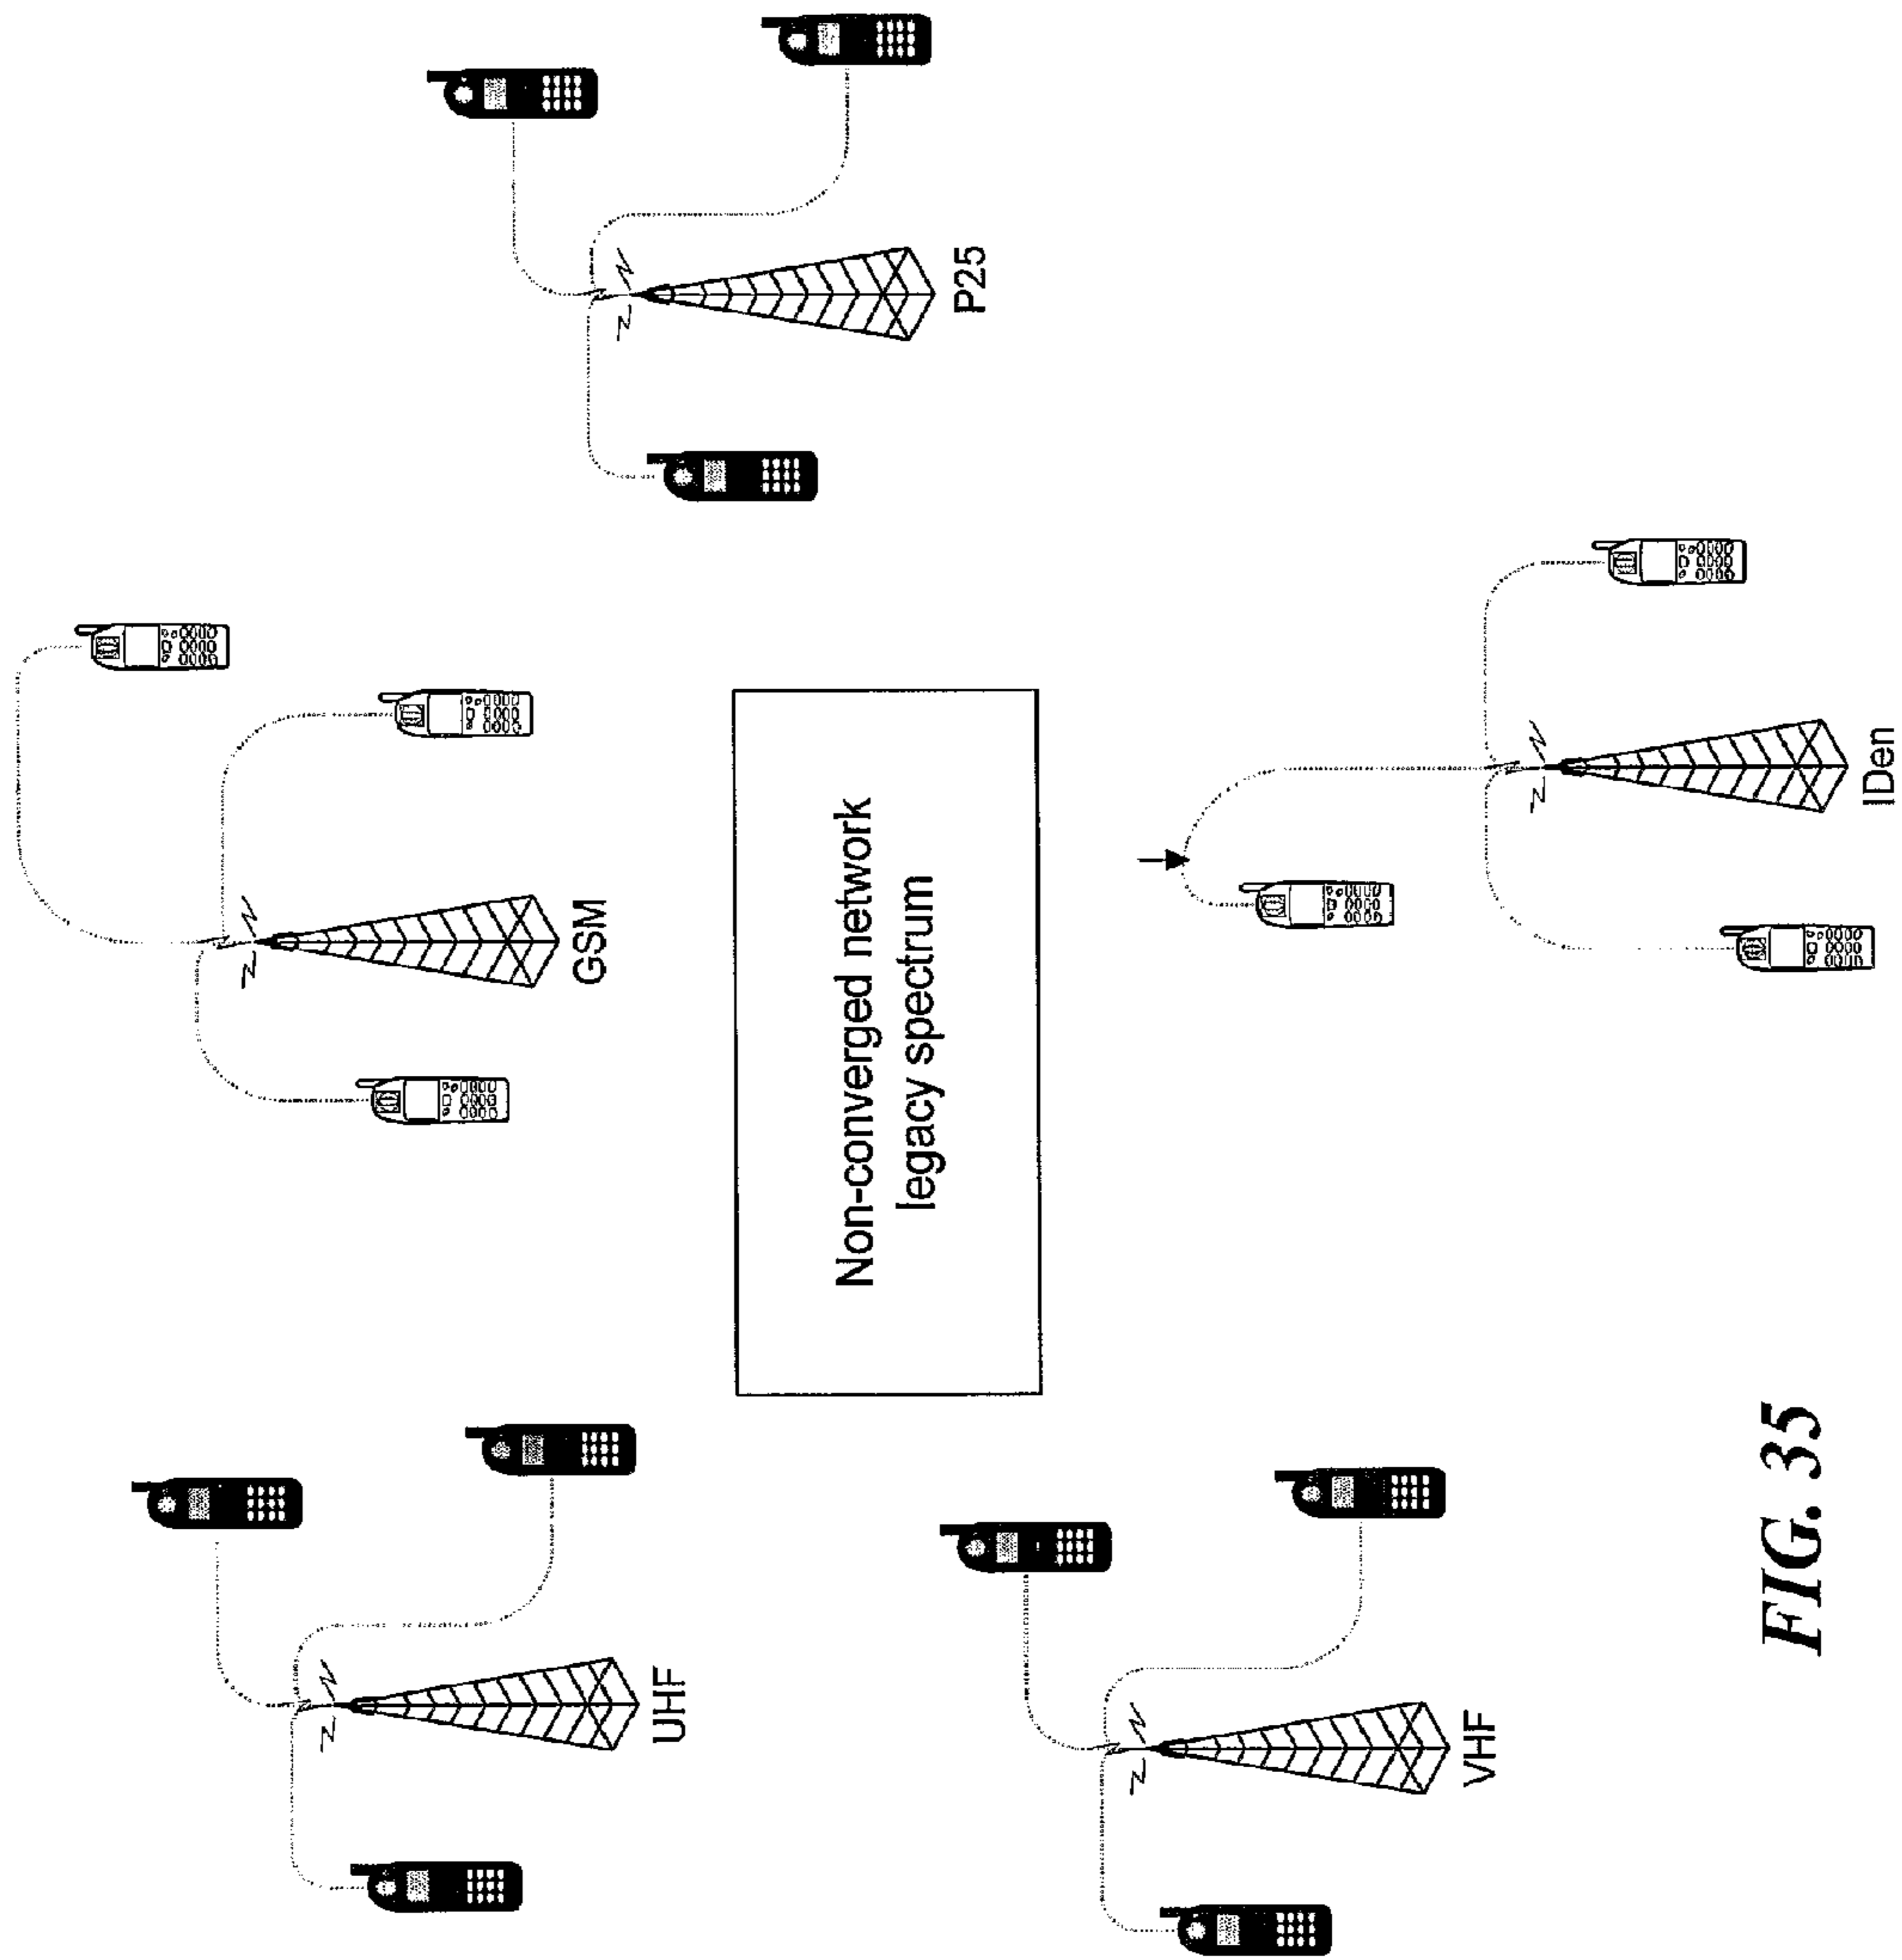 UHF
GSM
P25
Non-converged network
legacy spectrum
VHF
IDen
FIG. 35